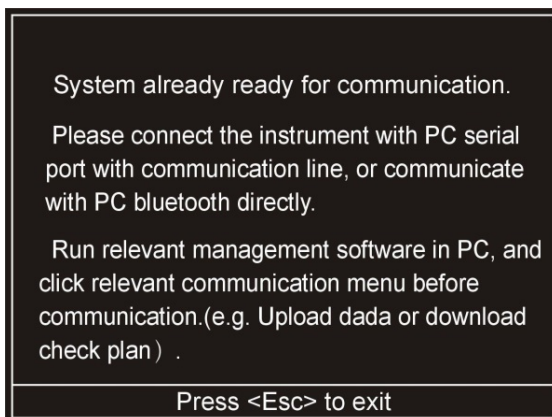 System already ready for communication.
Please connect the instrument with PC serial
port with communication line, or communicate
with PC bluetooth directly.
Run relevant management software in PC, and
click relevant communication menu before
communication.(e.g. Upload dada or download
check plan）.
Press <Esc> to exit